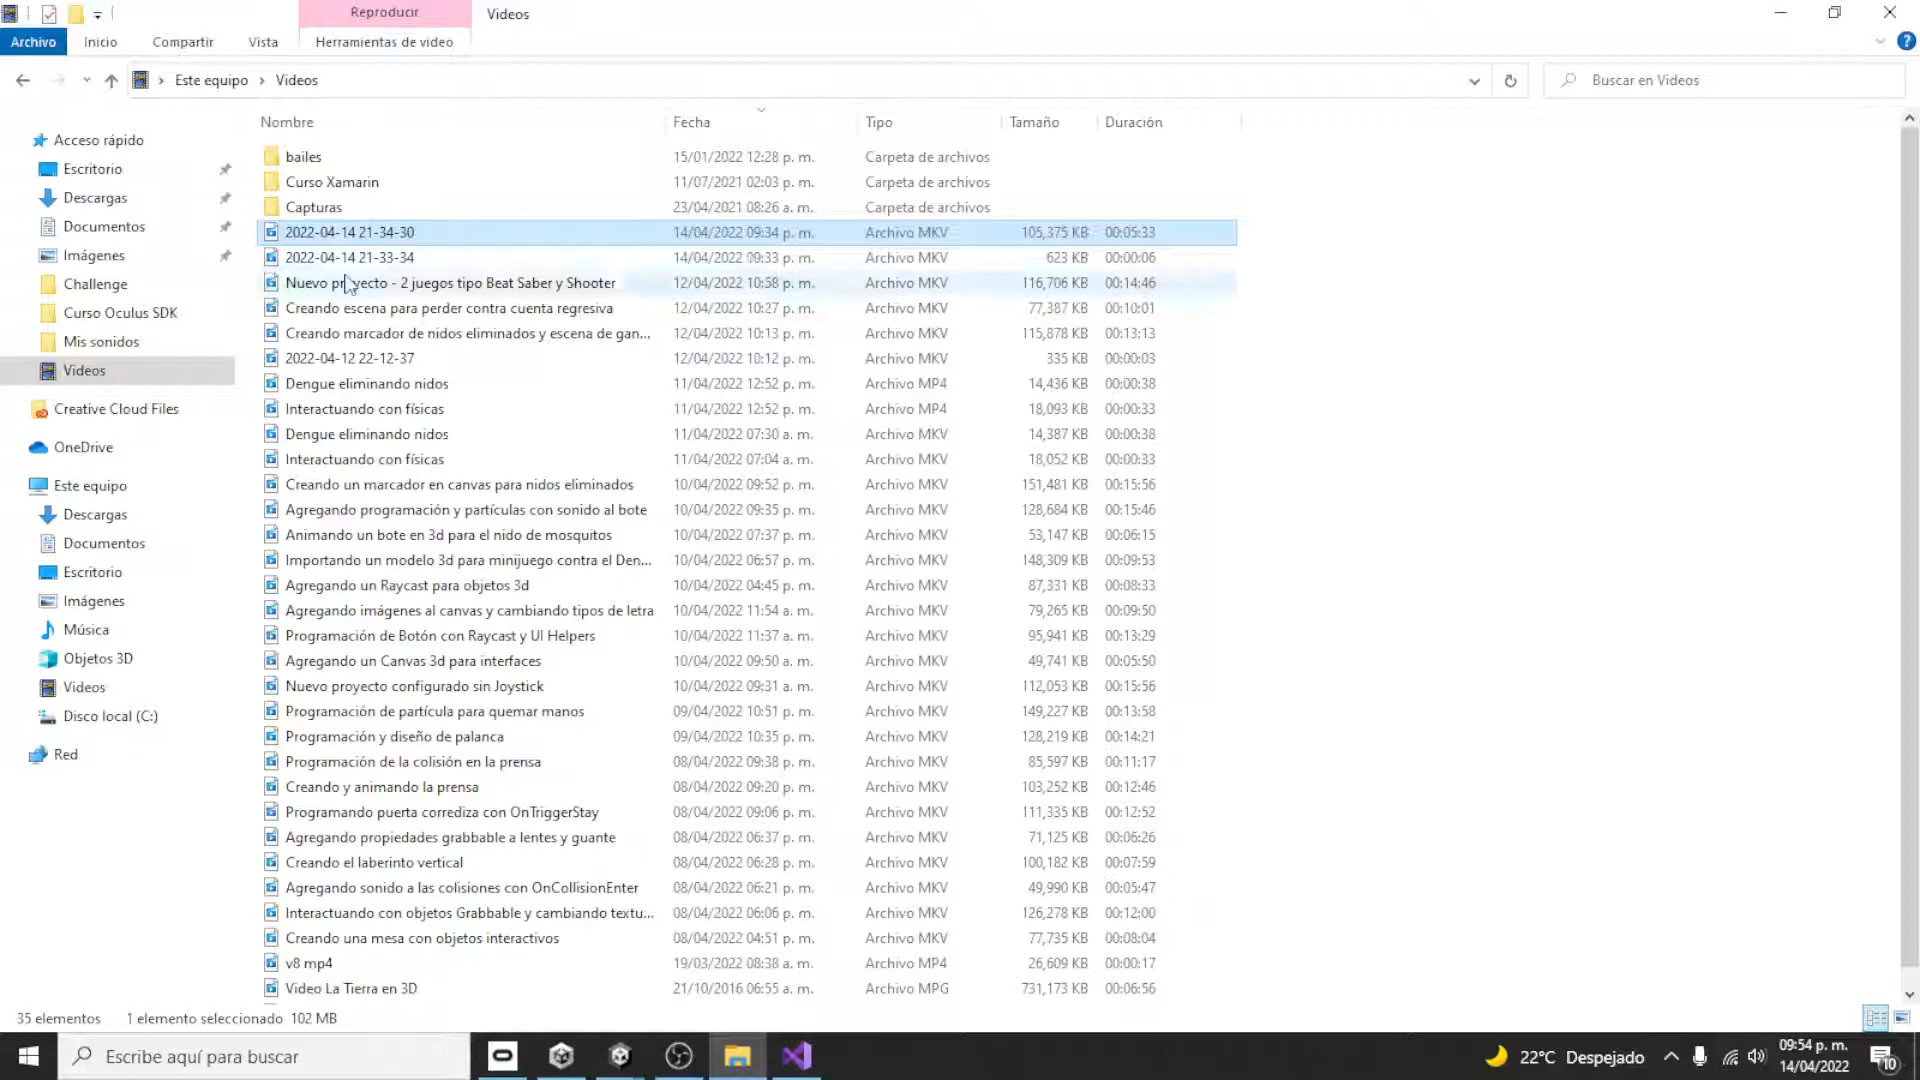 Reproducir
Videos
Archivo Inicio Compartir Vista Herramientas de video
Este equipo Videos Buscar en Videos
Nombre Fecha Tipo Tamaño Duración
Acceso rápido
Escritorio
Descargas
Documentos
Imágenes
Challenge
Curso Oculus SDK
Mis sonidos
Videos
Creative Cloud Files
OneDrive
Este equipo
Descargas
Documentos
Escritorio
Imágenes
Música
Objetos 3D
Videos
Disco local (C:)
Red
bailes 15/01/2022 12:28 p. m. Carpeta de archivos
Curso Xamarin 11/07/2021 02:03 p. m. Carpeta de archivos
Capturas 23/04/2021 08:26 a. m. Carpeta de archivos
2022-04-14 21-34-30 14/04/2022 09:34 p. m. Archivo MKV 105,375 KB 00:05:33
2022-04-14 21-33-34 14/04/2022 09:33 p. m. Archivo MKV 623 KB 00:00:06
Nuevo proyecto - 2 juegos tipo Beat Saber y Shooter 12/04/2022 10:58 p. m. Archivo MKV 116,706 KB 00:14:46
Creando escena para perder contra cuenta regresiva 12/04/2022 10:27 p. m. Archivo MKV 77,387 KB 00:10:01
Creando marcador de nidos eliminados y escena de gan... 12/04/2022 10:13 p. m. Archivo MKV 115,878 KB 00:13:13
2022-04-12 22-12-37 12/04/2022 10:12 p. m. Archivo MKV 335 KB 00:00:03
Dengue eliminando nidos 11/04/2022 12:52 p. m. Archivo MP4 14,436 KB 00:00:38
Interactuando con físicas 11/04/2022 12:52 p. m. Archivo MP4 18,093 KB 00:00:33
Dengue eliminando nidos 11/04/2022 07:30 a. m. Archivo MKV 14,387 KB 00:00:38
Interactuando con físicas 11/04/2022 07:04 a. m. Archivo MKV 18,052 KB 00:00:33
Creando un marcador en canvas para nidos eliminados 10/04/2022 09:52 p. m. Archivo MKV 151,481 KB 00:15:56
Agregando programación y partículas con sonido al bote 10/04/2022 09:35 p. m. Archivo MKV 128,684 KB 00:15:46
Animando un bote en 3d para el nido de mosquitos 10/04/2022 07:37 p. m. Archivo MKV 53,147 KB 00:06:15
Importando un modelo 3d para minijuego contra el Den... 10/04/2022 06:57 p. m. Archivo MKV 148,309 KB 00:09:53
Agregando un Raycast para objetos 3d 10/04/2022 04:45 p. m. Archivo MKV 87,331 KB 00:08:33
Agregando imágenes al canvas y cambiando tipos de letra 10/04/2022 11:54 a. m. Archivo MKV 79,265 KB 00:09:50
Programación de Botón con Raycast y UI Helpers 10/04/2022 11:37 a. m. Archivo MKV 95,941 KB 00:13:29
Agregando un Canvas 3d para interfaces 10/04/2022 09:50 a. m. Archivo MKV 49,741 KB 00:05:50
Nuevo proyecto configurado sin Joystick 10/04/2022 09:31 a. m. Archivo MKV 112,053 KB 00:15:56
Programación de partícula para quemar manos 09/04/2022 10:51 p. m. Archivo MKV 149,227 KB 00:13:58
Programación y diseño de palanca 09/04/2022 10:35 p. m. Archivo MKV 128,219 KB 00:14:21
Programación de la colisión en la prensa 08/04/2022 09:38 p. m. Archivo MKV 85,597 KB 00:11:17
Creando y animando la prensa 08/04/2022 09:20 p. m. Archivo MKV 103,252 KB 00:12:46
Programando puerta corrediza con OnTriggerStay 08/04/2022 09:06 p. m. Archivo MKV 111,335 KB 00:12:52
Agregando propiedades grabbable a lentes y guante 08/04/2022 06:37 p. m. Archivo MKV 71,125 KB 00:06:26
Creando el laberinto vertical 08/04/2022 06:28 p. m. Archivo MKV 100,182 KB 00:07:59
Agregando sonido a las colisiones con OnCollisionEnter 08/04/2022 06:21 p. m. Archivo MKV 49,990 KB 00:05:47
Interactuando con objetos Grabbable y cambiando textu... 08/04/2022 06:06 p. m. Archivo MKV 126,278 KB 00:12:00
Creando una mesa con objetos interactivos 08/04/2022 04:51 p. m. Archivo MKV 77,735 KB 00:08:04
v8 mp4 19/03/2022 08:38 a. m. Archivo MP4 26,609 KB 00:00:17
Video La Tierra en 3D 21/10/2016 06:55 a. m. Archivo MPG 731,173 KB 00:06:56
35 elementos 1 elemento seleccionado 102 MB
Escribe aquí para buscar
22°C Despejado
09:54 p. m.
14/04/2022
10